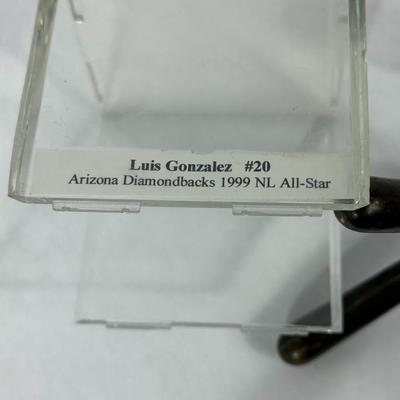 Luis Gonzalez #20
Arizona Diamondbacks 1999 NL All-Star